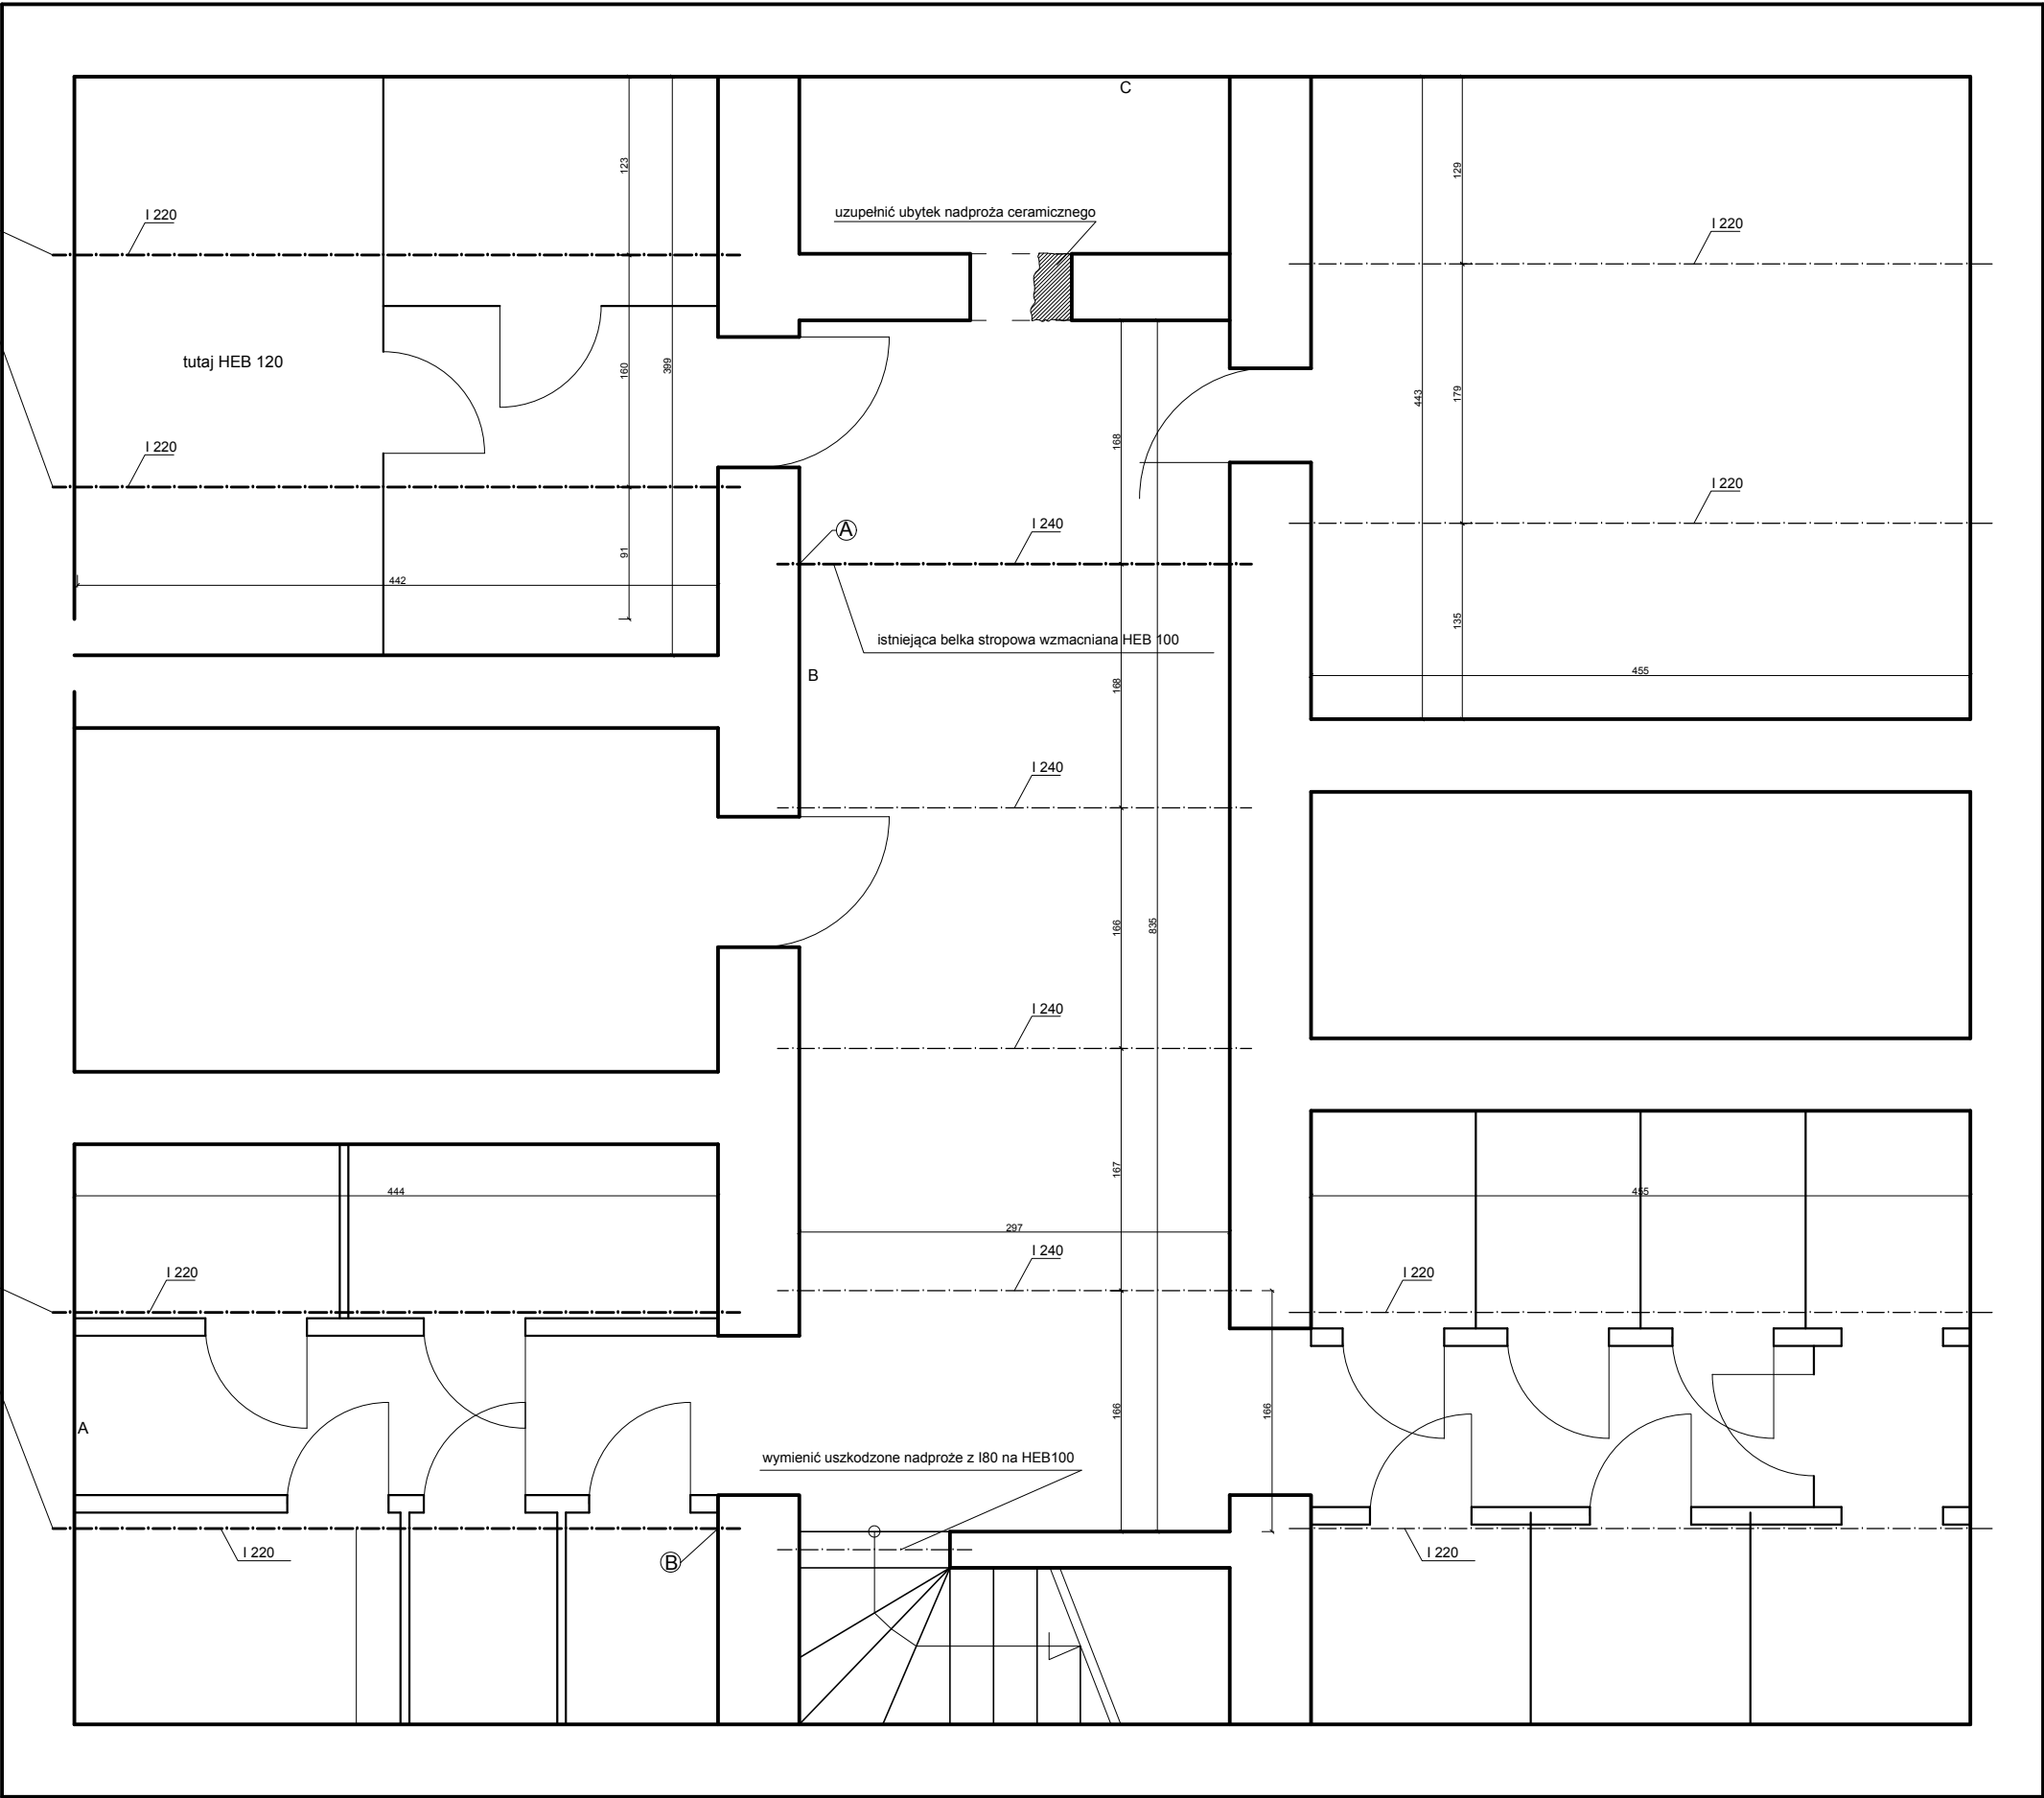 C
123
129
I 220
uzupełnić ubytek nadproża ceramicznego
I 220
tutaj HEB 120
160
399
443
179
168
I 220
I 220
A
I 240
91
442
istniejąca belka stropowa wzmacniana HEB 100
135
B
168
455
I 240
166
835
I 240
167
444
455
297
I 240
I 220
I 220
166
166
A
wymienić uszkodzone nadproże z I80 na HEB100
I 220
B
I 220